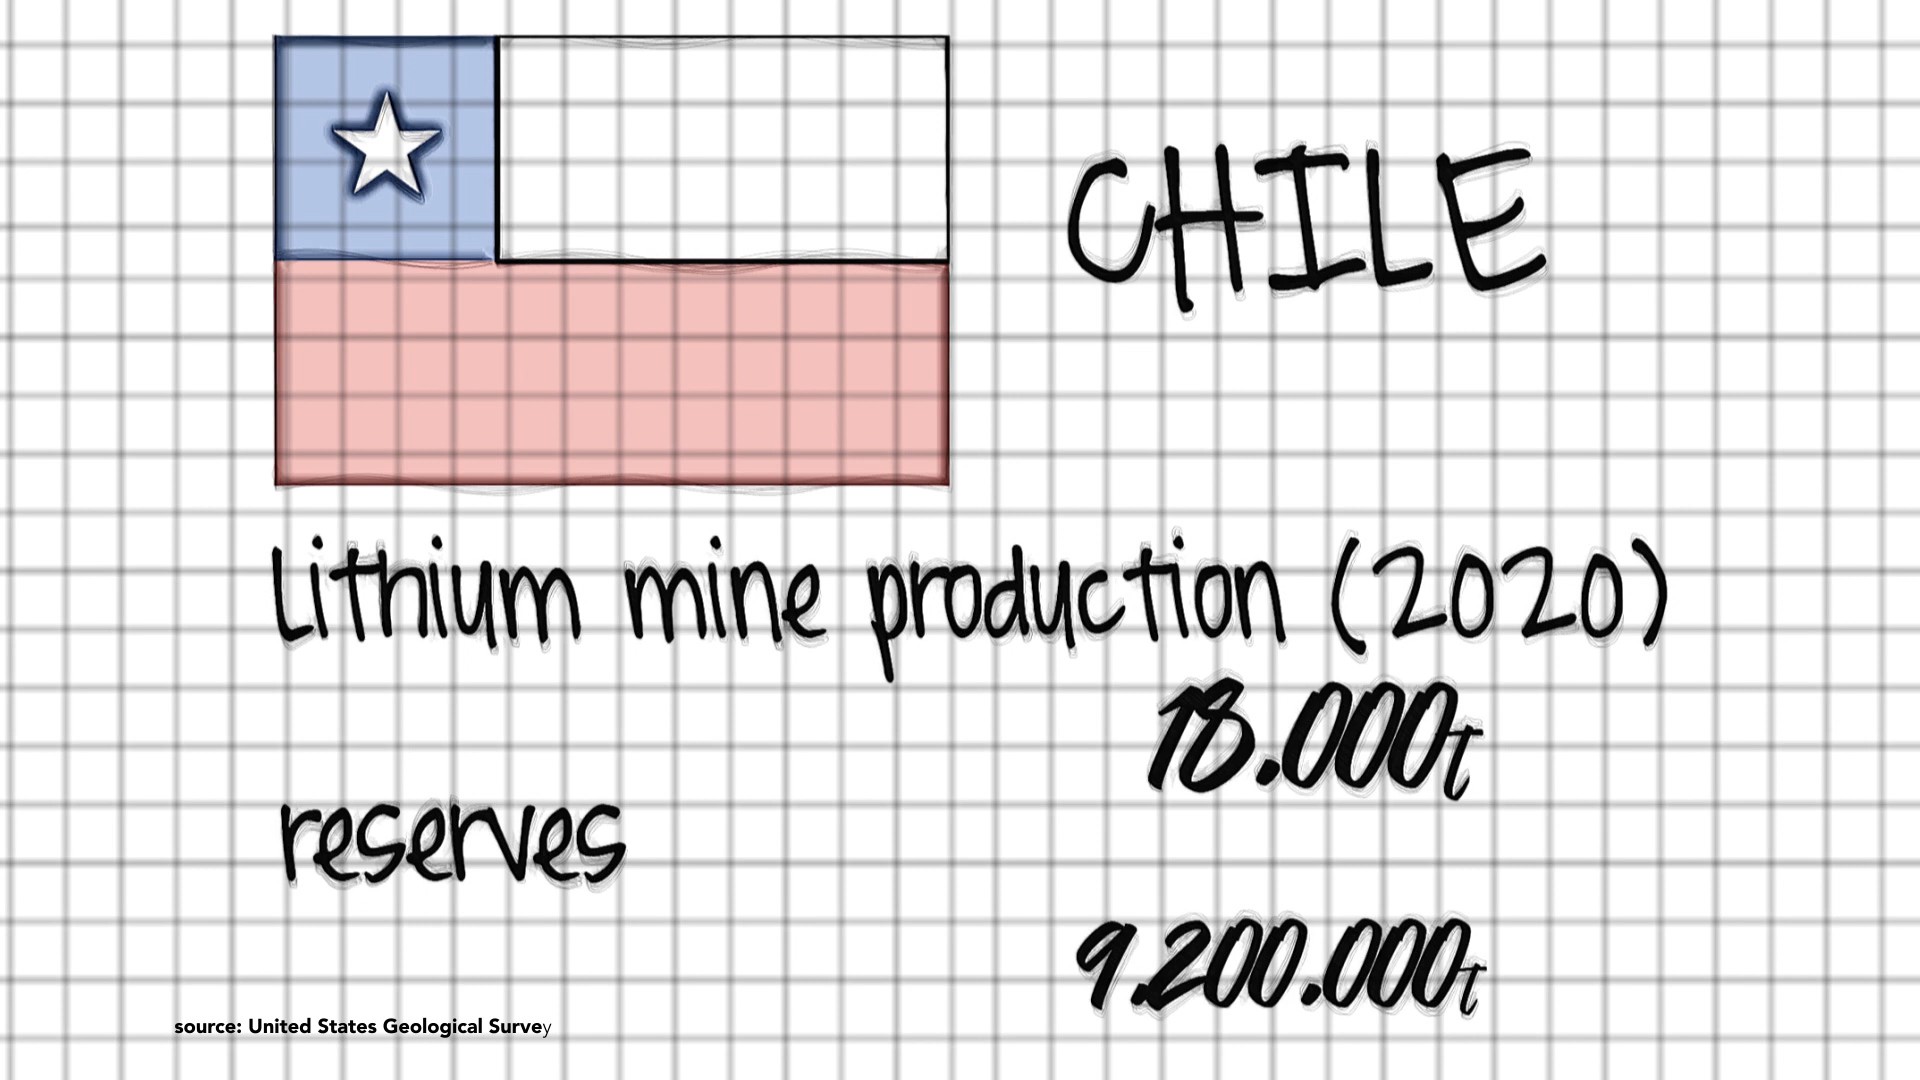 CHILE
Lithium mine production (2020)
18.000t
reserves
9.200.000t
source: United States Geological Survey